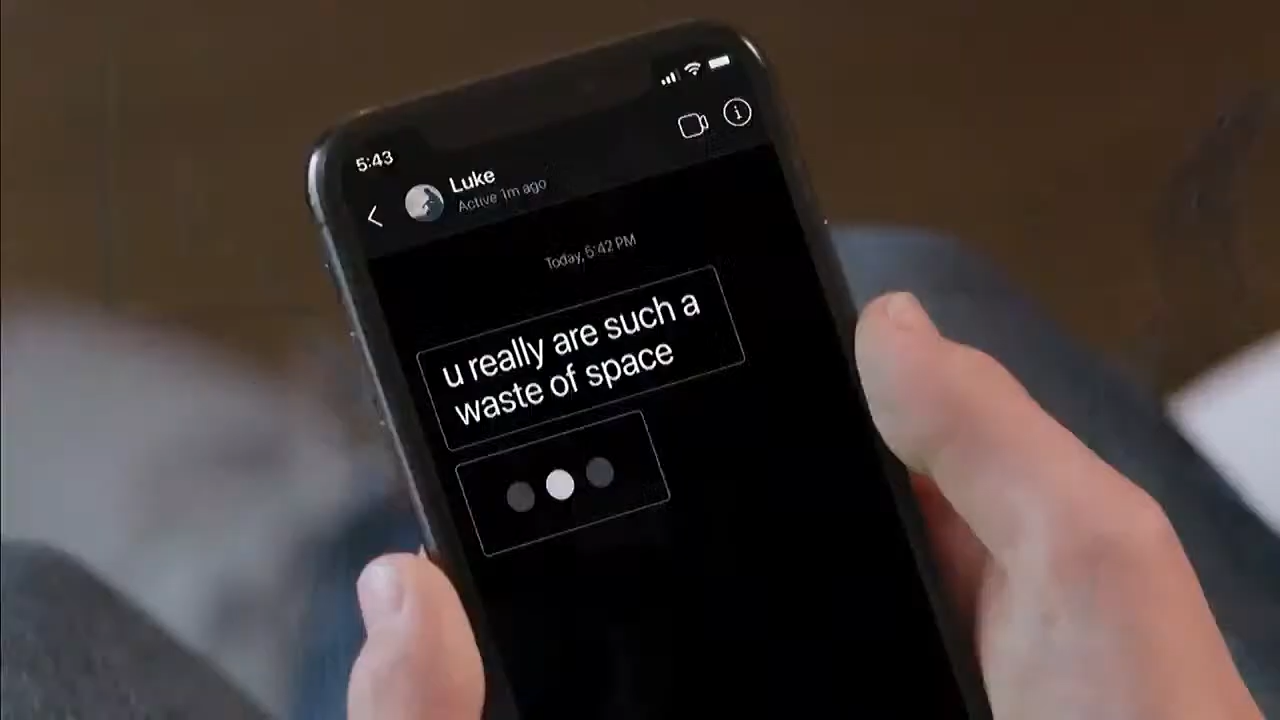 5:43
Luke
Active 1m ago
Today, 5:42 PM
u really are such a
waste of space